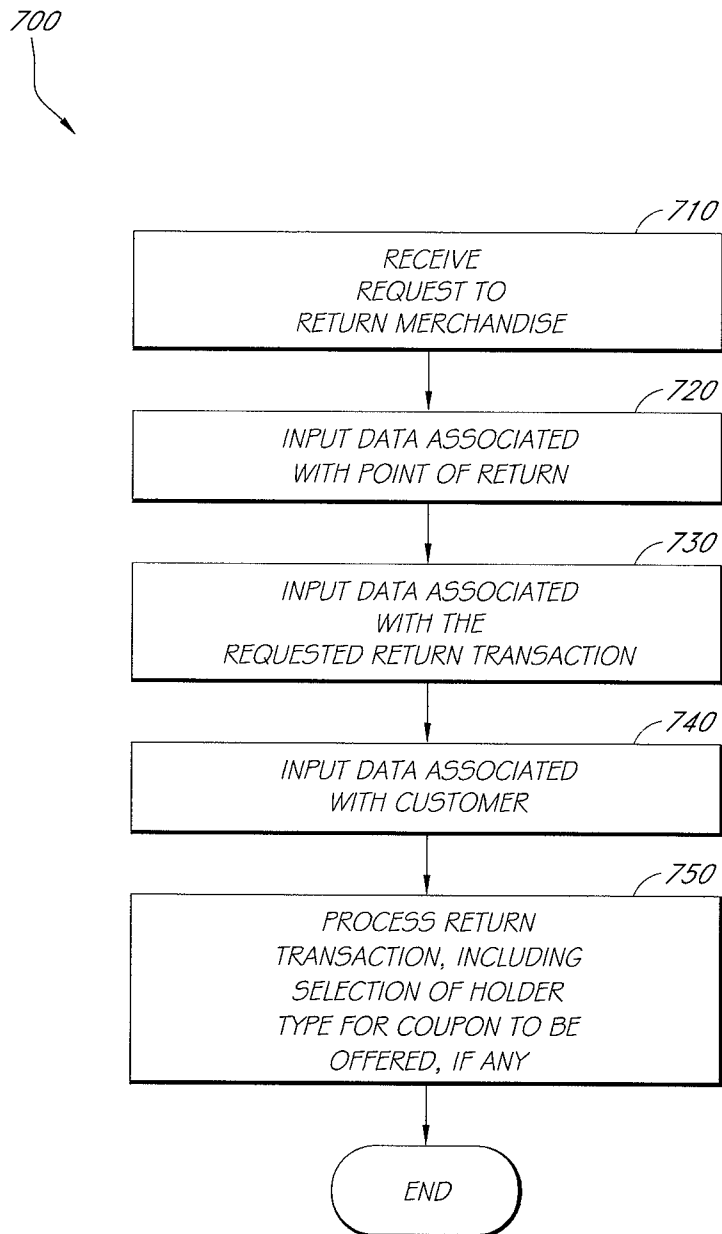 700
710
RECEIVE
REQUEST TO
RETURN MERCHANDISE
720
INPUT DATA ASSOCIATED
WITH POINT OF RETURN
730
INPUT DATA ASSOCIATED
WITH THE
REQUESTED RETURN TRANSACTION
740
INPUT DATA ASSOCIATED
WITH CUSTOMER
750
PROCESS RETURN
TRANSACTION, INCLUDING
SELECTION OF HOLDER
TYPE FOR COUPON TO BE
OFFERED, IF ANY
END